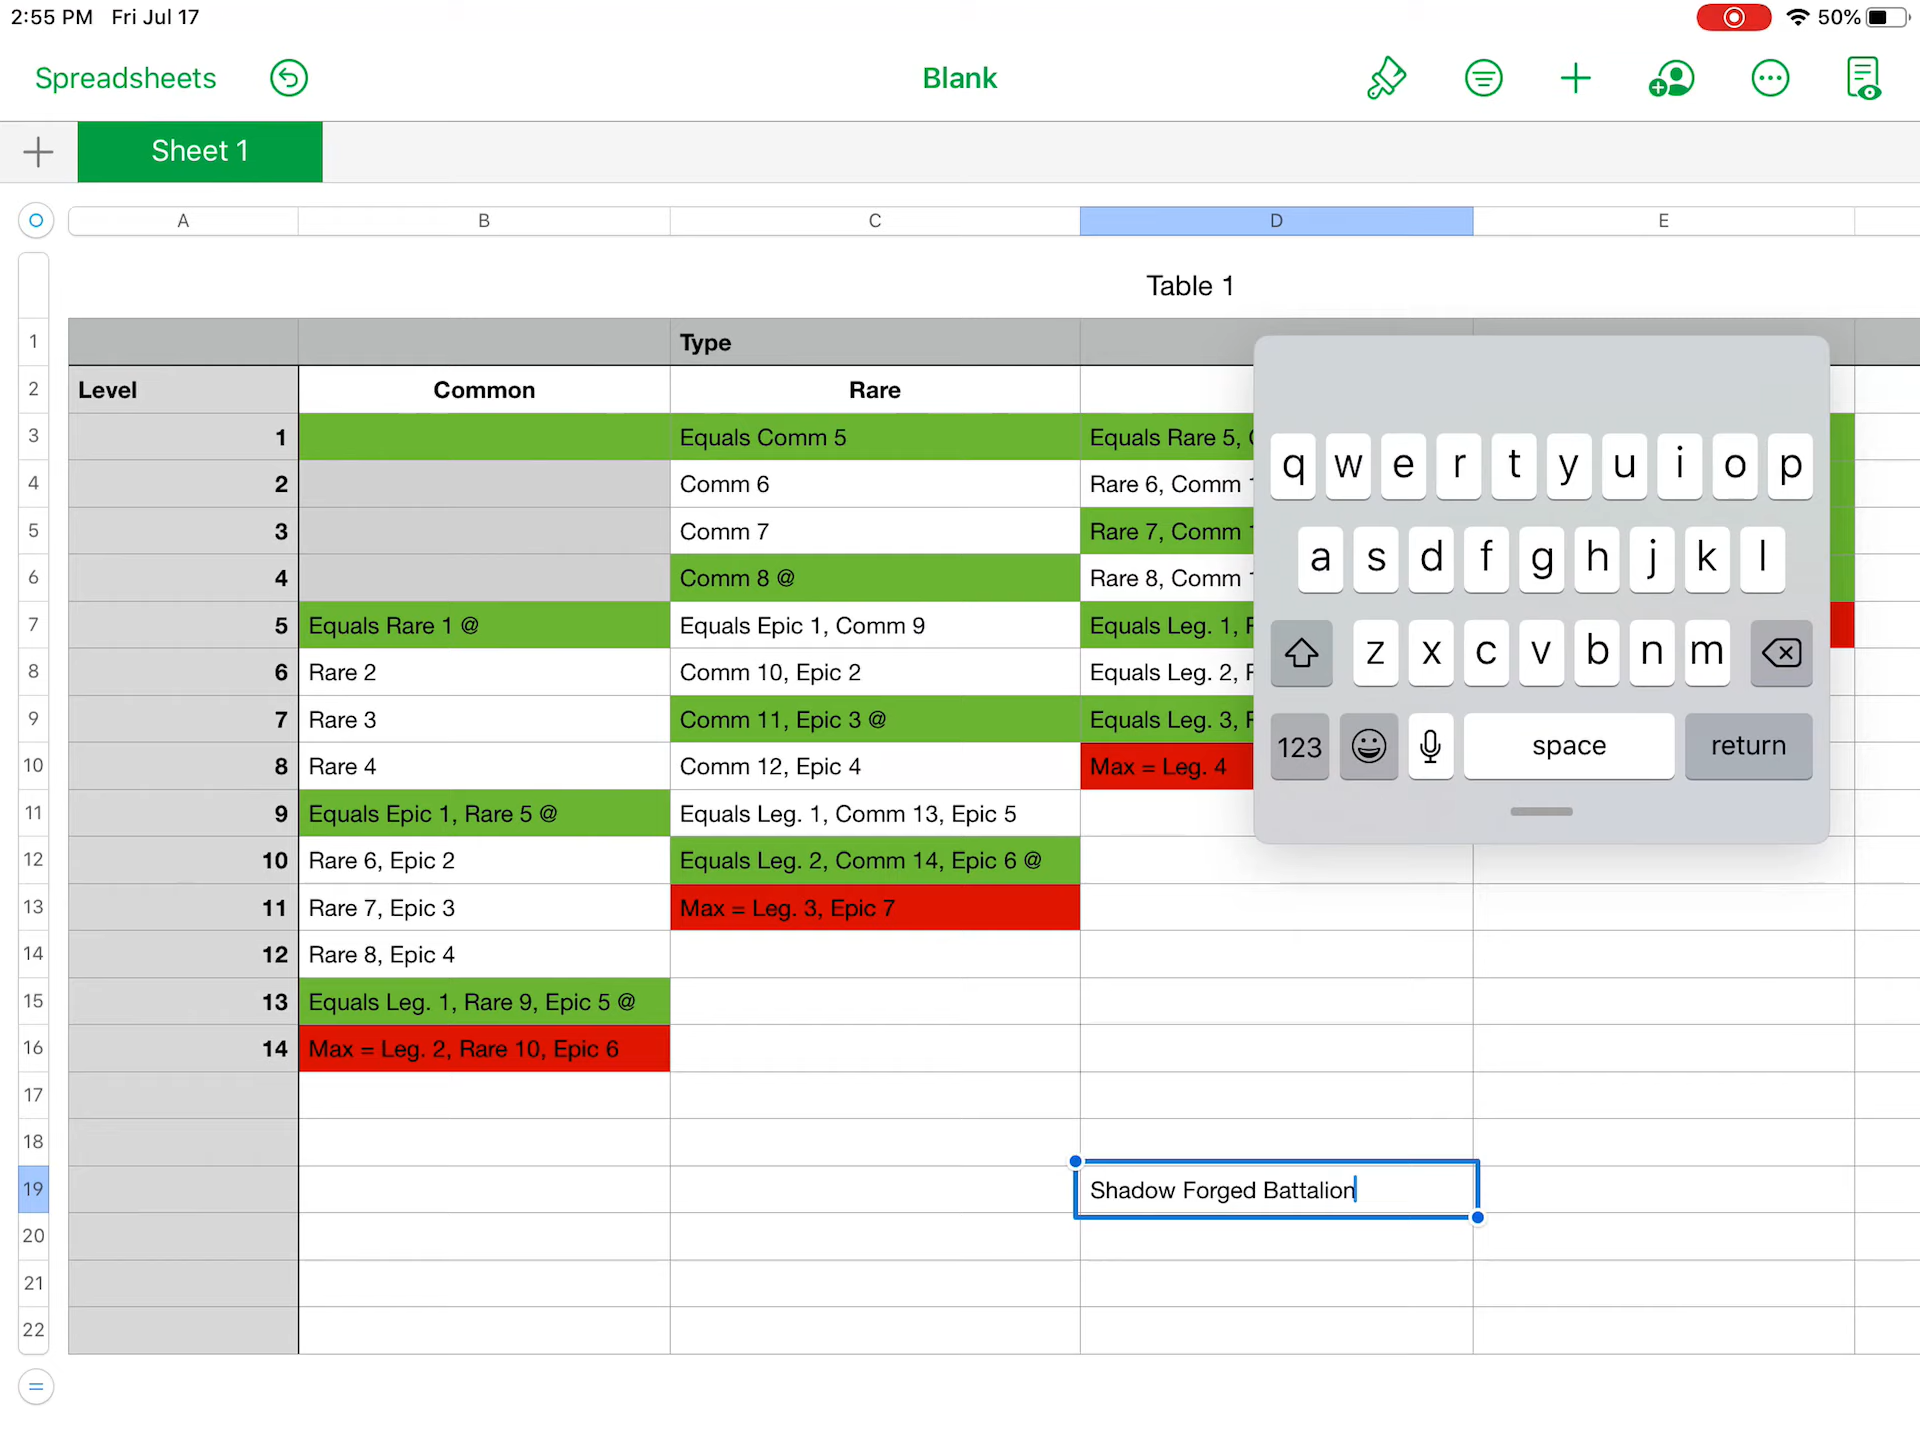 2:55 PM Fri Jul 17 50%
Spreadsheets Blank
Sheet 1
A B C D E
Table 1
1 Type
2 Level Common Rare
3 1 Equals Comm 5 Equals Rare 5,
4 2 Comm 6 Rare 6, Comm
5 3 Comm 7 Rare 7, Comm
6 4 Comm 8 @ Rare 8, Comm
7 5 Equals Rare 1 @ Equals Epic 1, Comm 9 Equals Leg. 1,
8 6 Rare 2 Comm 10, Epic 2 Equals Leg. 2,
9 7 Rare 3 Comm 11, Epic 3 @ Equals Leg. 3,
10 8 Rare 4 Comm 12, Epic 4 Max = Leg. 4
11 9 Equals Epic 1, Rare 5 @ Equals Leg. 1, Comm 13, Epic 5
12 10 Rare 6, Epic 2 Equals Leg. 2, Comm 14, Epic 6 @
13 11 Rare 7, Epic 3 Max = Leg. 3, Epic 7
14 12 Rare 8, Epic 4
15 13 Equals Leg. 1, Rare 9, Epic 5 @
16 14 Max = Leg. 2, Rare 10, Epic 6
17
18
19 Shadow Forged Battalion
20
21
22
q w e r t y u i o p
a s d f g h j k l
z x c v b n m
123 space return